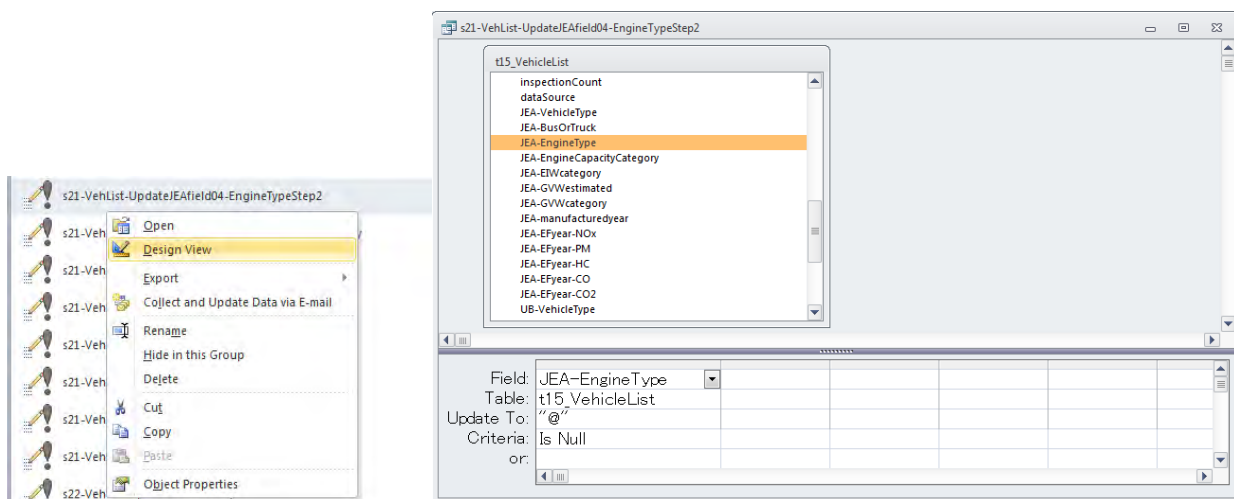 s21-VehList-UpdateJEAfield04-EngineTypeStep2
s21-Veh
s21-Veh
s21-Veh
s21-Veh
s21-Veh
s21-Veh
s21-Veh
s22-Veh
Open
Design View
Export
Collect and Update Data via E-mail
Rename
Hide in this Group
Delete
Cut
Copy
Paste
Object Properties
s21-VehList-UpdateJEAfield04-EngineTypeStep2
t15_VehicleList
inspectionCount
dataSource
JEA-VehicleType
JEA-BusOrTruck
JEA-EngineType
JEA-EngineCapacityCategory
JEA-EIWcategory
JEA-GVWestimated
JEA-GVWcategory
JEA-manufacturedyear
JEA-EFyear-NOx
JEA-EFyear-PM
JEA-EFyear-HC
JEA-EFyear-CO
JEA-EFyear-CO2
UB-VehicleType
Field: JEA-EngineType
Table: t15_VehicleList
Update To: "@"
Criteria: Is Null
or: